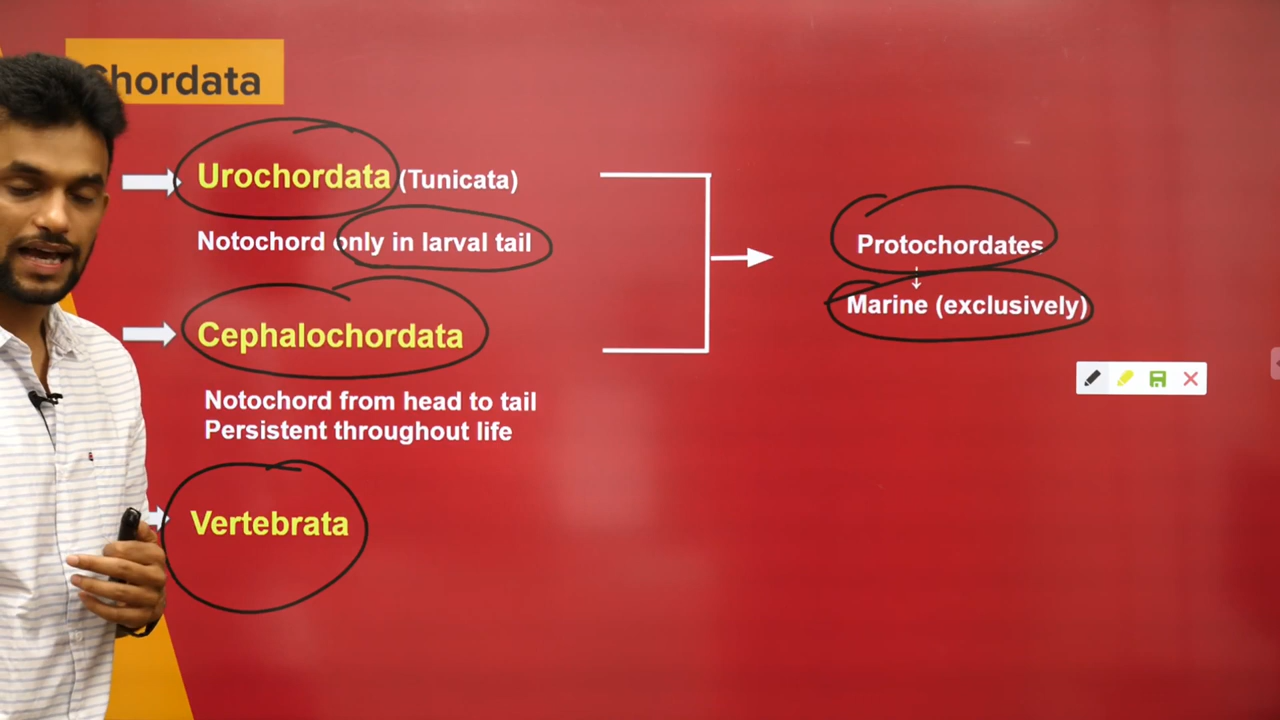 Chordata
Urochordata (Tunicata)
Notochord only in larval tail
Cephalochordata
Notochord from head to tail
Persistent throughout life
Vertebrata
Protochordates
↓
Marine (exclusively)